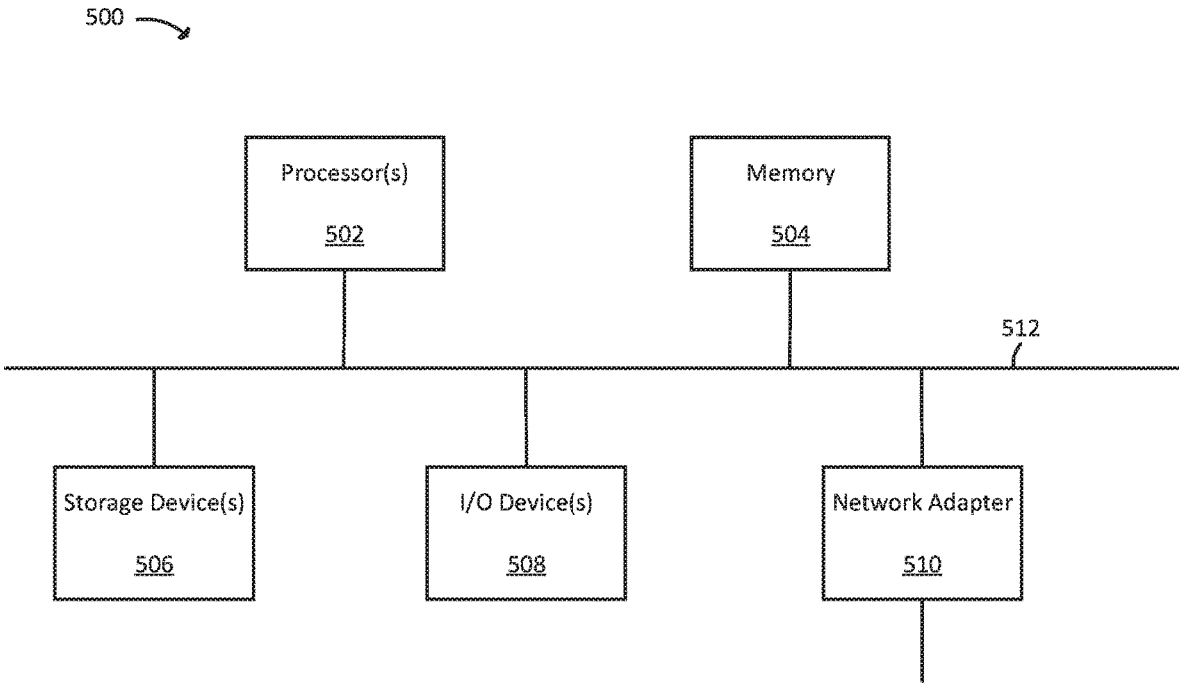 500
Processor(s)
502
Memory
504
512
Storage Device(s)
506
I/O Device(s)
508
Network Adapter
510